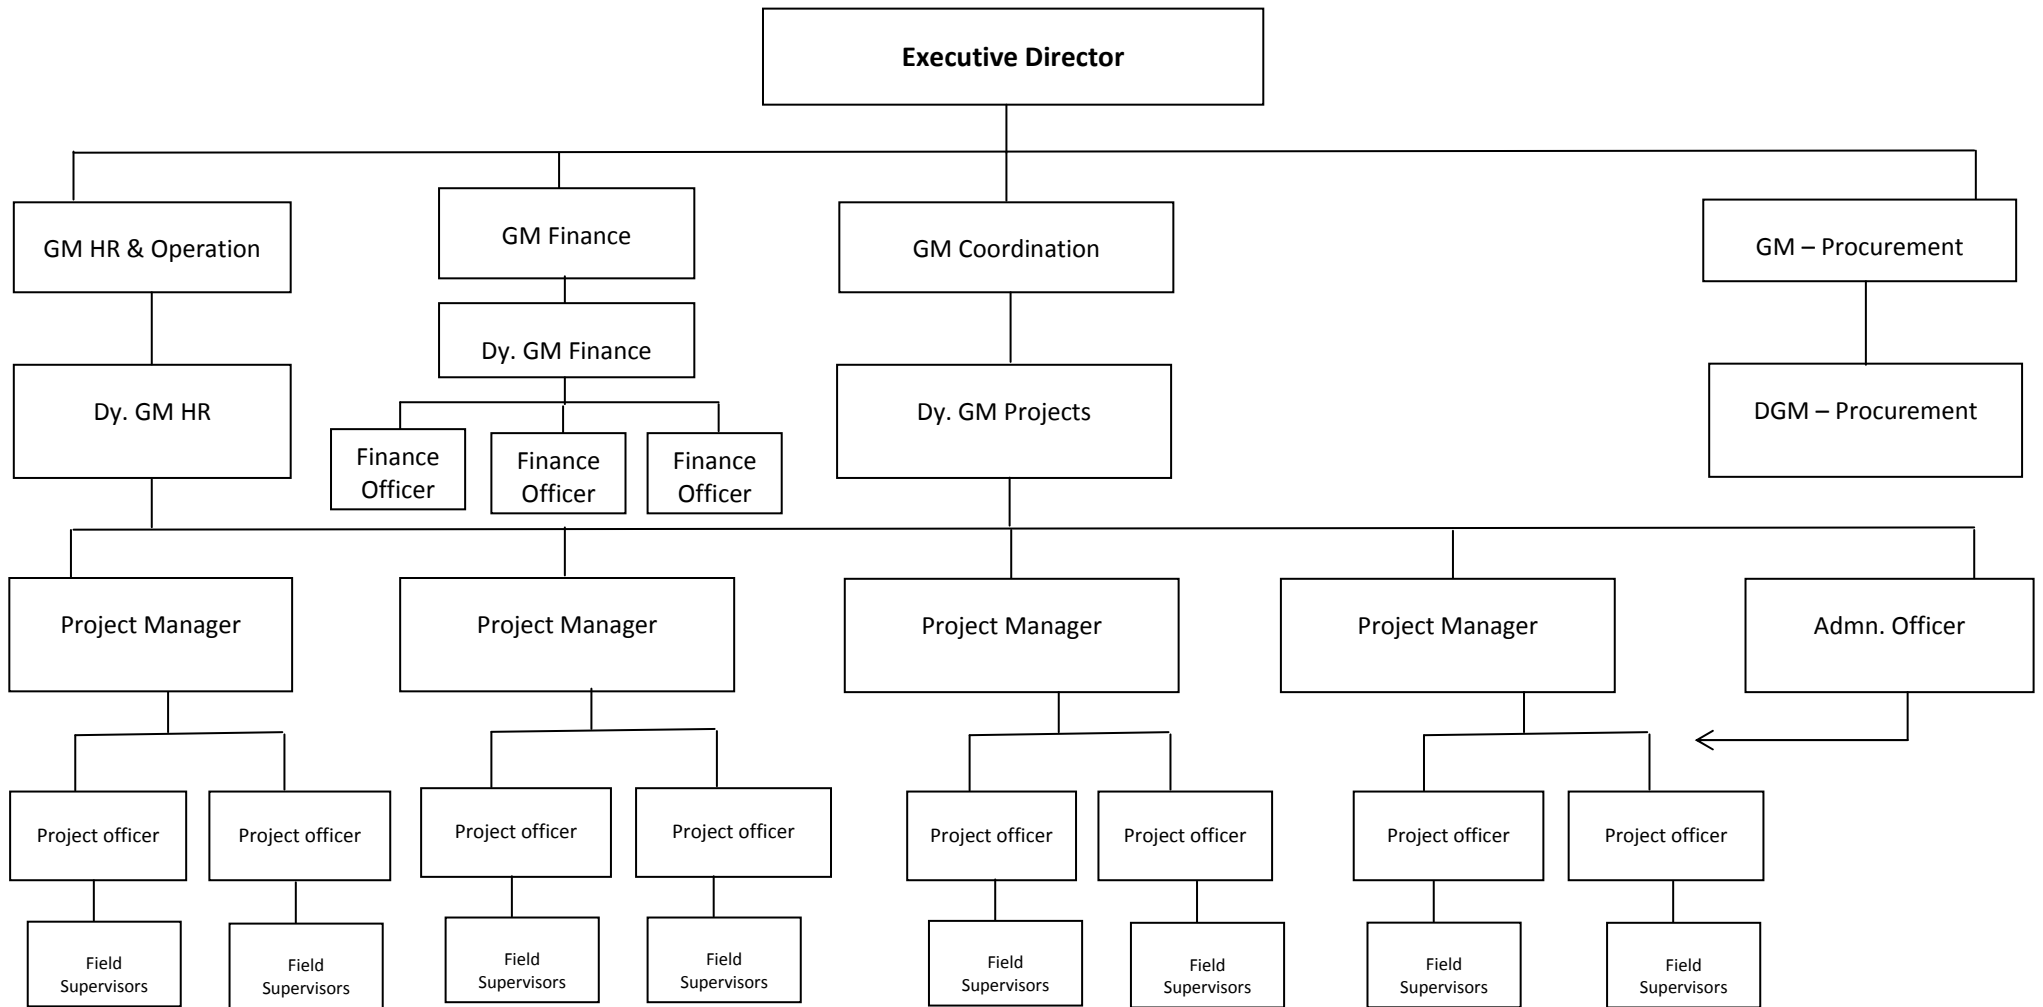 Executive Director
GM HR & Operation
GM Finance
GM Coordination
GM – Procurement
Dy. GM Finance
Dy. GM HR
Dy. GM Projects
DGM – Procurement
Finance
Officer
Finance
Officer
Finance
Officer
Project Manager
Project Manager
Project Manager
Project Manager
Admn. Officer
Project officer
Project officer
Project officer
Project officer
Project officer
Project officer
Project officer
Project officer
Field
Supervisors
Field
Supervisors
Field
Supervisors
Field
Supervisors
Field
Supervisors
Field
Supervisors
Field
Supervisors
Field
Supervisors